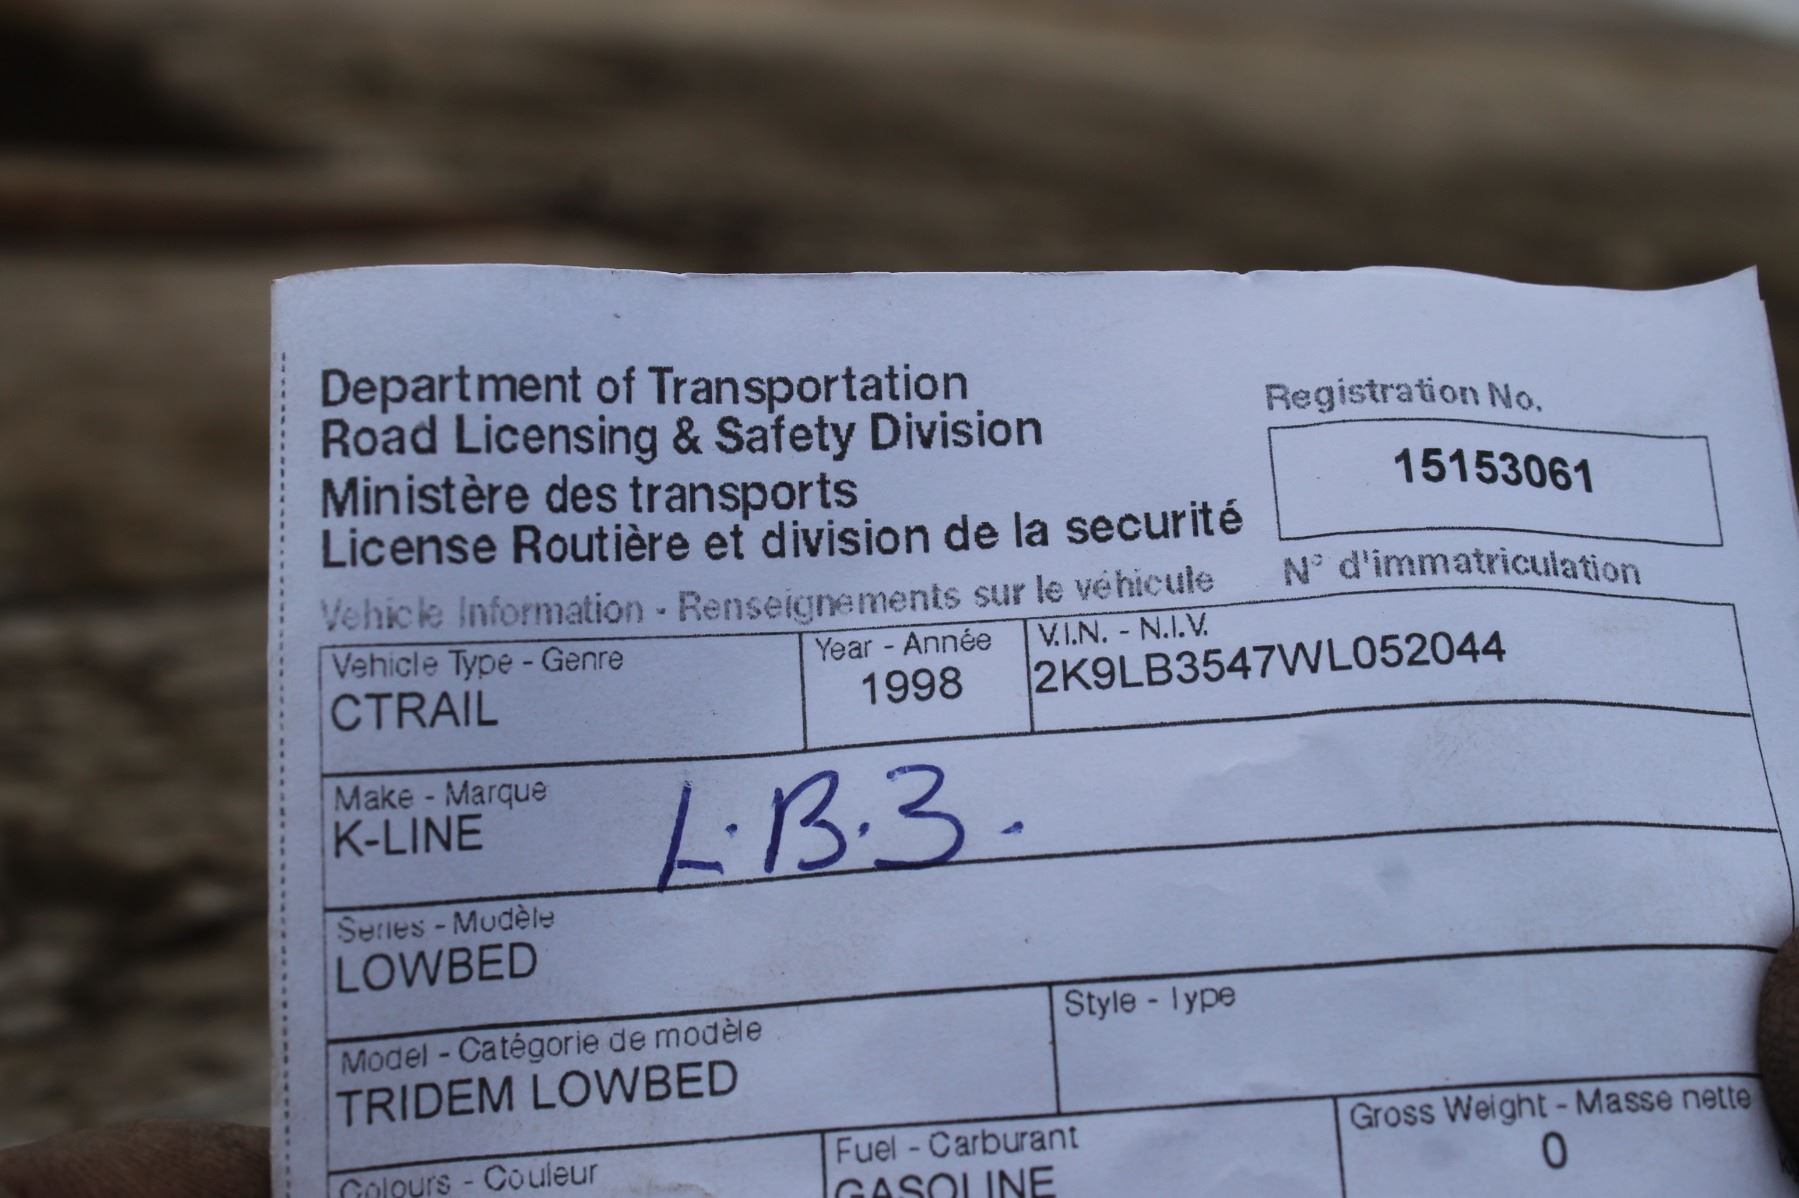 Department of Transportation
Road Licensing & Safety Division
Ministère des transports
License Routière et division de la securité
Registration No.
15153061
N° d'immatriculation
Vehicle Information - Renseignements sur le véhicule
Vehicle Type - Genre
CTRAIL
Year - Année
1998
V.I.N. - N.I.V.
2K9LB3547WL052044
Make - Marque
K-LINE
L.B.3.
Series - Modèle
LOWBED
Model - Catégorie de modèle
TRIDEM LOWBED
Style - Type
Colours - Couleur
Fuel - Carburant
GASOLINE
Gross Weight - Masse nette
0